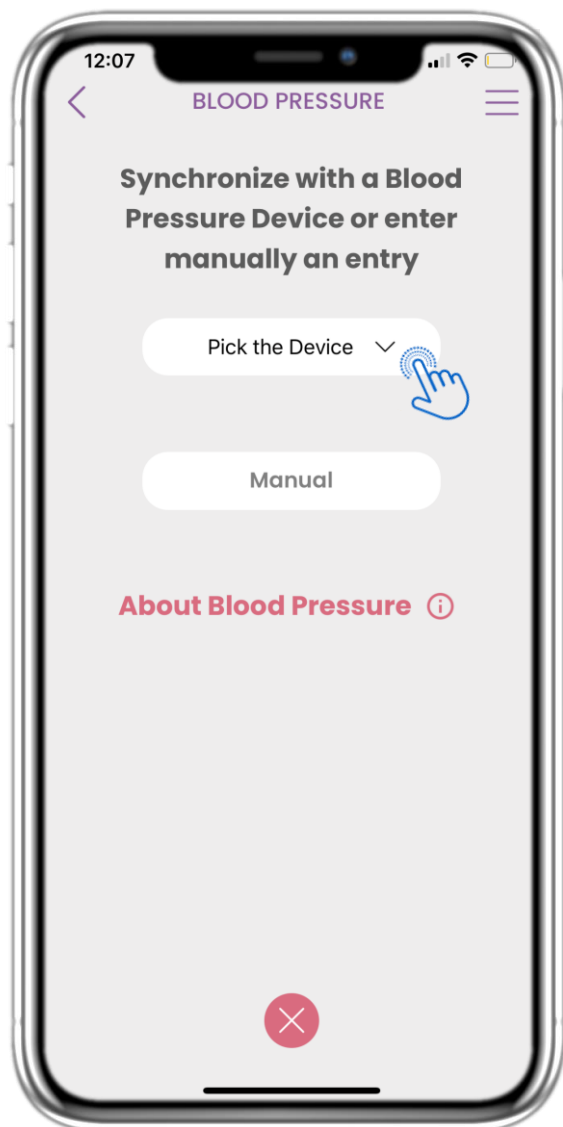 12:07
BLOOD PRESSURE
Synchronize with a Blood
Pressure Device or enter
manually an entry
Pick the Device
Manual
About Blood Pressure